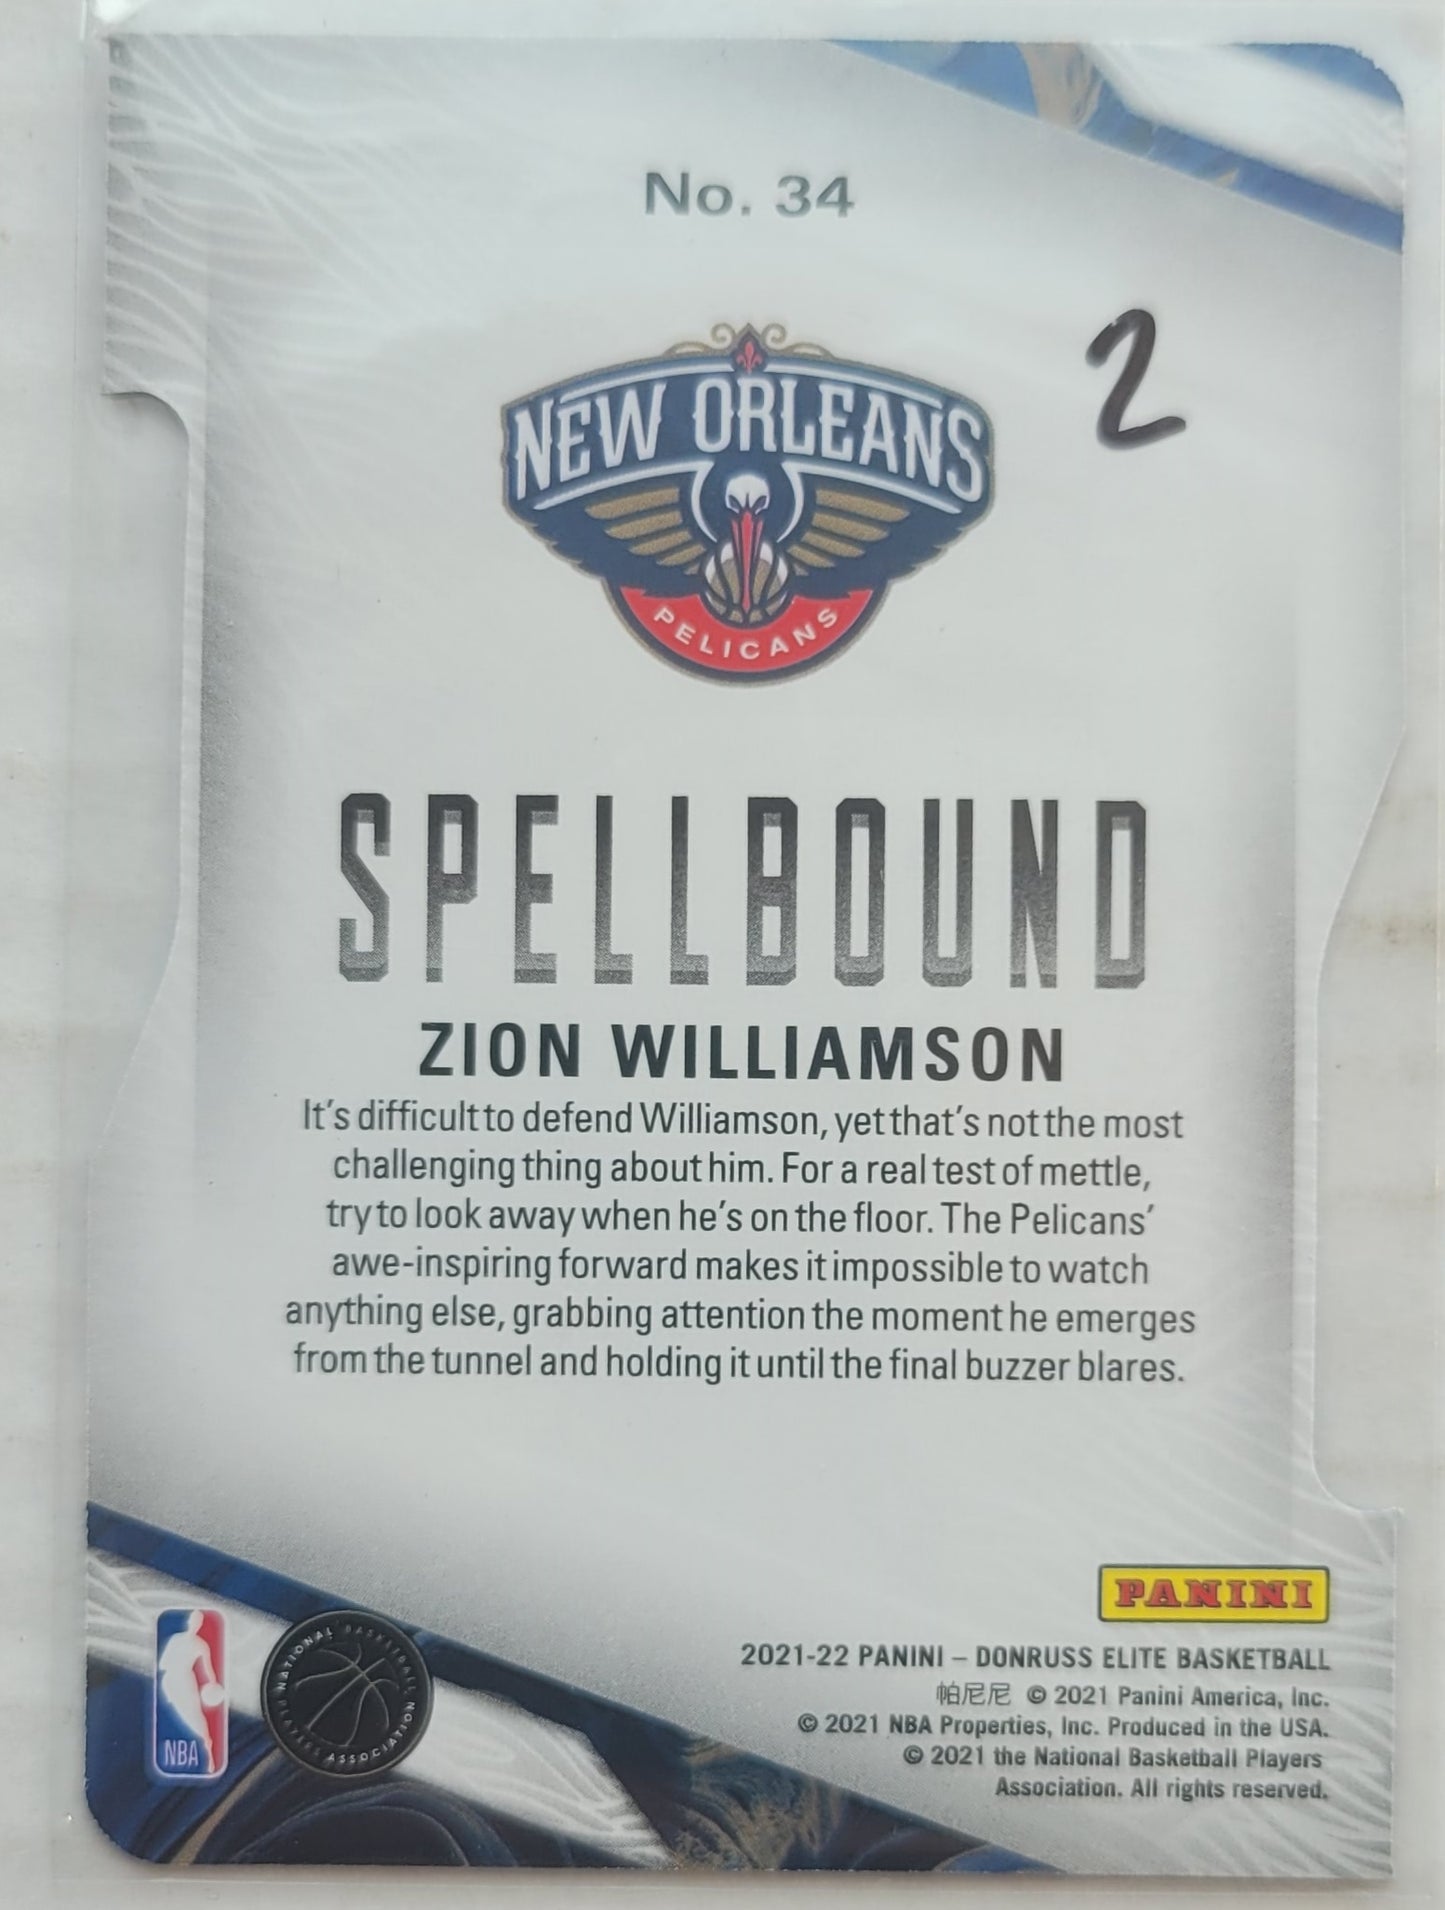 No. 34
2
NEW ORLEANS
PELICANS
SPELLBOUND
ZION WILLIAMSON
It's difficult to defend Williamson, yet that's not the most
challenging thing about him. For a real test of mettle,
try to look away when he's on the floor. The Pelicans'
awe-inspiring forward makes it impossible to watch
anything else, grabbing attention the moment he emerges
from the tunnel and holding it until the final buzzer blares.
PANINI
2021-22 PANINI – DONRUSS ELITE BASKETBALL
帕尼尼 © 2021 Panini America, Inc.
© 2021 NBA Properties, Inc. Produced in the USA.
© 2021 the National Basketball Players
Association. All rights reserved.
NBA
NATIONAL BASKETBALL
PLAYERS ASSOCIATION